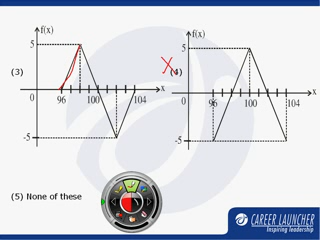 f(x) f(x)
5 5
(3) (4)
x x
0 96 100 104 0 96 100 104
-5 -5
(5) None of these
CAREER LAUNCHER
Inspiring leadership